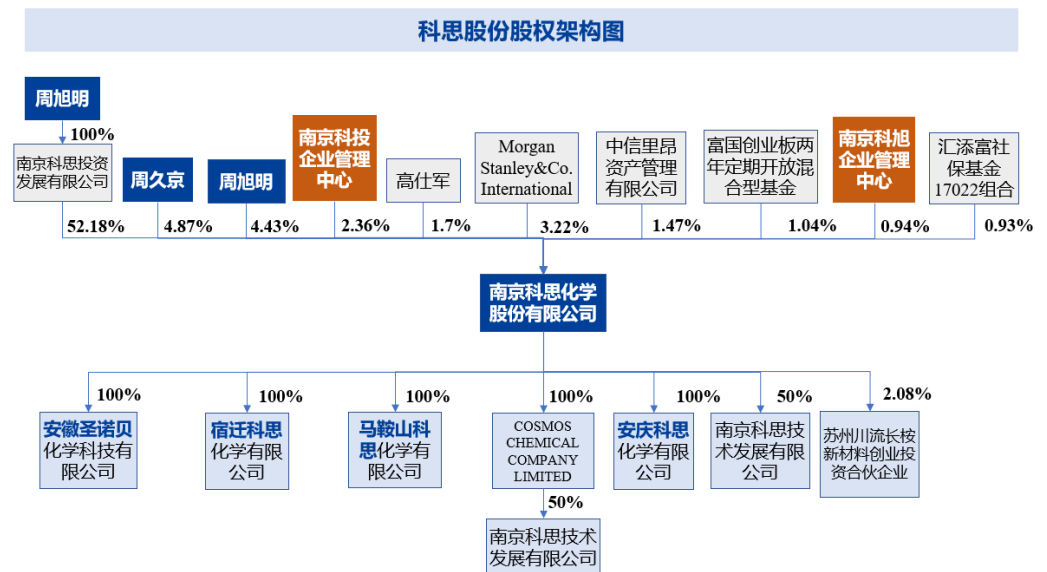 科思股份股权架构图
周旭明
100%
南京科思投资
发展有限公司
周久京
周旭明
南京科投
企业管理
中心
高仕军
Morgan
Stanley&Co.
International
中信里昂
资产管理
有限公司
富国创业板两
年定期开放混
合型基金
南京科旭
企业管理
中心
汇添富社
保基金
17022组合
52.18%
4.87%
4.43%
2.36%
1.7%
3.22%
1.47%
1.04%
0.94%
0.93%
南京科思化学
股份有限公司
100%
100%
100%
100%
100%
50%
2.08%
安徽圣诺贝
化学科技有
限公司
宿迁科思
化学有限
公司
马鞍山科
思化学有
限公司
COSMOS
CHEMICAL
COMPANY
LIMITED
安庆科思
化学有限
公司
南京科思技
术发展有限
公司
苏州川流长桉
新材料创业投
资合伙企业
50%
南京科思技术
发展有限公司